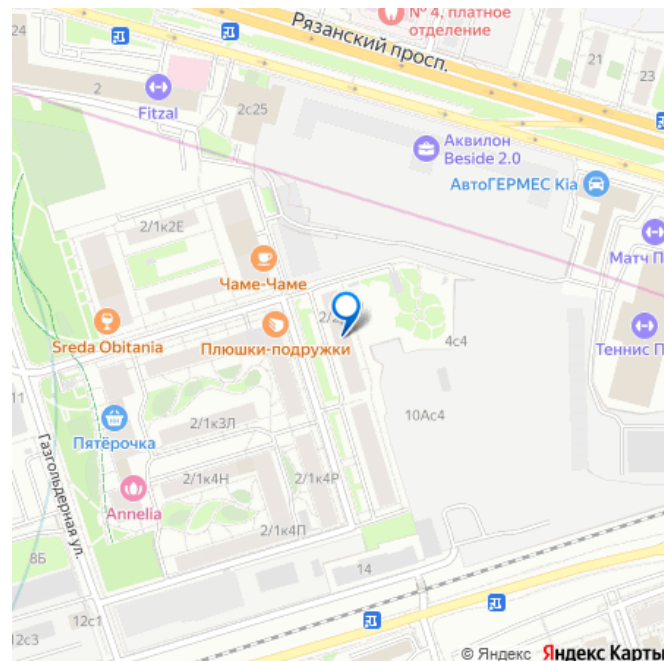 № 4, платное
отделение
Рязанский просп.
21
23
2
Fitzal
2с25
Аквилон
Beside 2.0
АвтоГЕРМЕС Kia
2/1к2Е
Матч П
Чаме-Чаме
Sreda Obitania
Плюшки-подружки
4с4
Теннис П
11
10Ас4
Пятёрочка
2/1к3Л
Газгольдерная ул.
2/1к4Н
2/1к4Р
Annelia
2/1к4П
8Б
14
12с1
12с3
© Яндекс Яндекс Карты